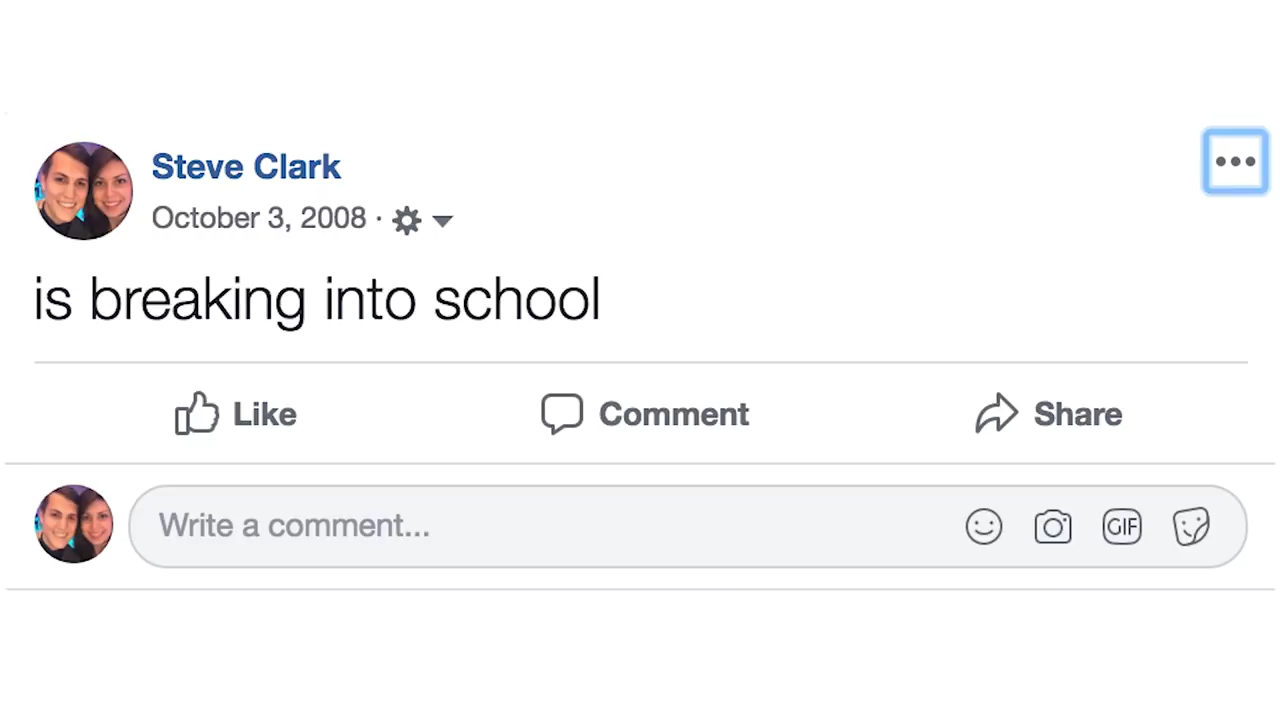 Steve Clark
October 3, 2008 ·
is breaking into school
Like
Comment
Share
Write a comment...
GIF